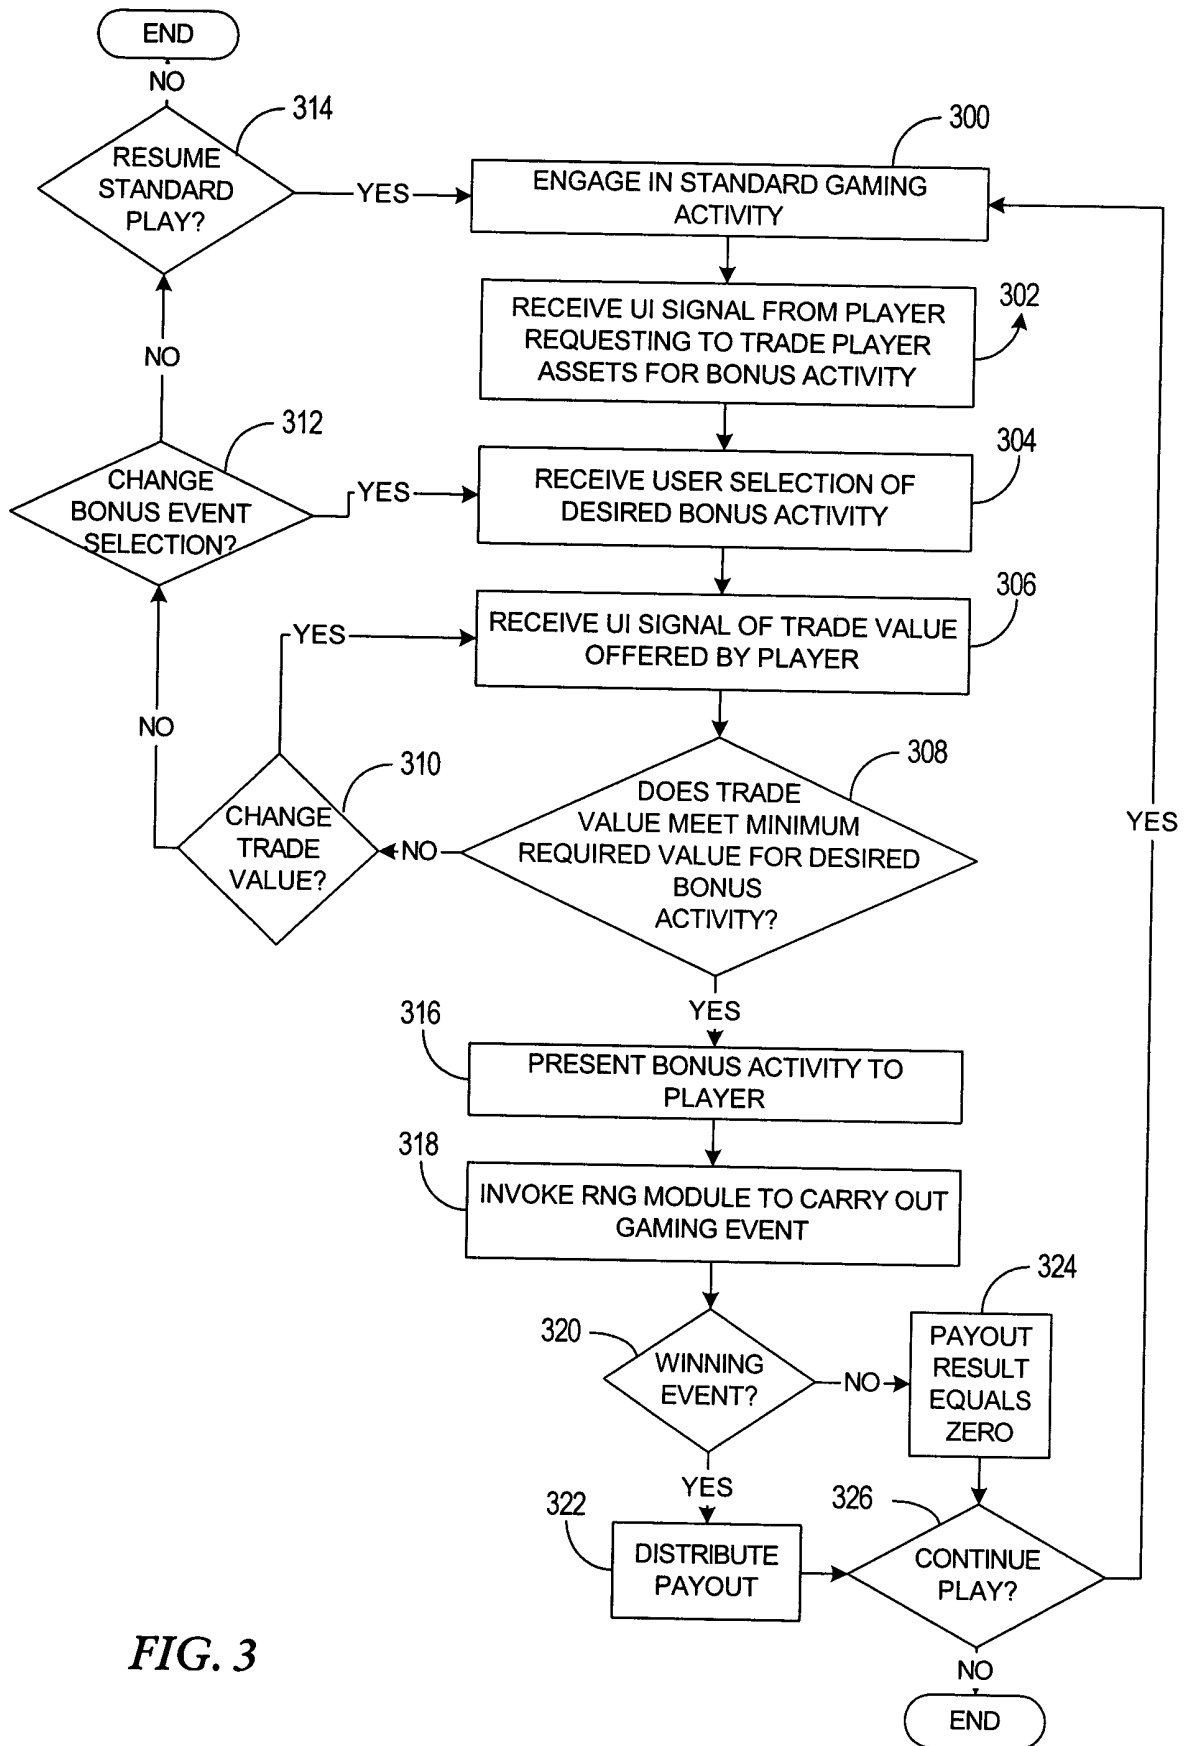 END
NO
314
RESUME
STANDARD
PLAY?
YES
300
ENGAGE IN STANDARD GAMING
ACTIVITY
302
RECEIVE UI SIGNAL FROM PLAYER
REQUESTING TO TRADE PLAYER
ASSETS FOR BONUS ACTIVITY
NO
312
CHANGE
BONUS EVENT
SELECTION?
YES
304
RECEIVE USER SELECTION OF
DESIRED BONUS ACTIVITY
306
RECEIVE UI SIGNAL OF TRADE VALUE
OFFERED BY PLAYER
YES
NO
310
CHANGE
TRADE
VALUE?
NO
308
DOES TRADE
VALUE MEET MINIMUM
REQUIRED VALUE FOR DESIRED
BONUS
ACTIVITY?
YES
YES
316
PRESENT BONUS ACTIVITY TO
PLAYER
318
INVOKE RNG MODULE TO CARRY OUT
GAMING EVENT
320
WINNING
EVENT?
NO
324
PAYOUT
RESULT
EQUALS
ZERO
YES
322
DISTRIBUTE
PAYOUT
326
CONTINUE
PLAY?
NO
END
FIG. 3